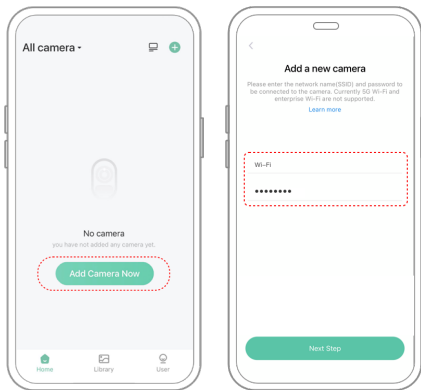 All camera
No camera
you have not added any camera yet.
Add Camera Now
Home
Library
User
Add a new camera
Please enter the network name(SSID) and password to
be connected to the camera. Currently 5G Wi-Fi and
enterprise Wi-Fi are not supported.
Learn more
Wi-Fi
••••••••
Next Step